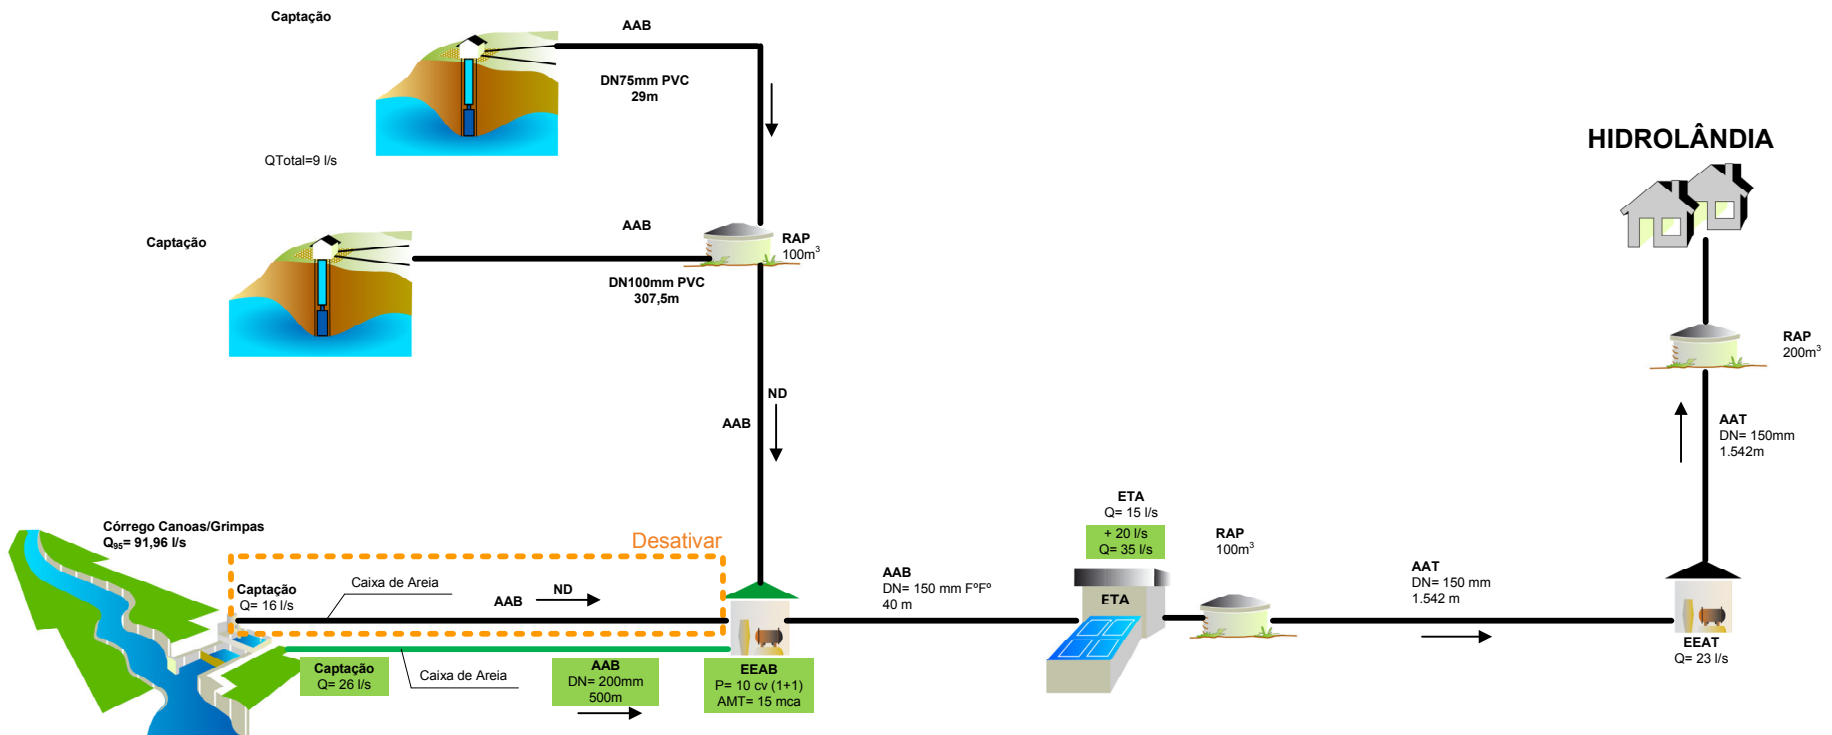 Captação
AAB
DN75mm PVC
29m
QTotal=9 l/s
HIDROLÂNDIA
Captação
AAB
RAP
100m³
DN100mm PVC
307,5m
RAP
200m³
ND
AAB
AAT
DN= 150mm
1.542m
Córrego Canoas/Grimpas
Q₉₅= 91,96 l/s
Desativar
Captação
Q= 16 l/s
Caixa de Areia
AAB
ND
AAB
DN= 150 mm FºFº
40 m
ETA
Q= 15 l/s
+ 20 l/s
Q= 35 l/s
ETA
RAP
100m³
AAT
DN= 150 mm
1.542 m
EEAT
Q= 23 l/s
Captação
Q= 26 l/s
Caixa de Areia
AAB
DN= 200mm
500m
EEAB
P= 10 cv (1+1)
AMT= 15 mca